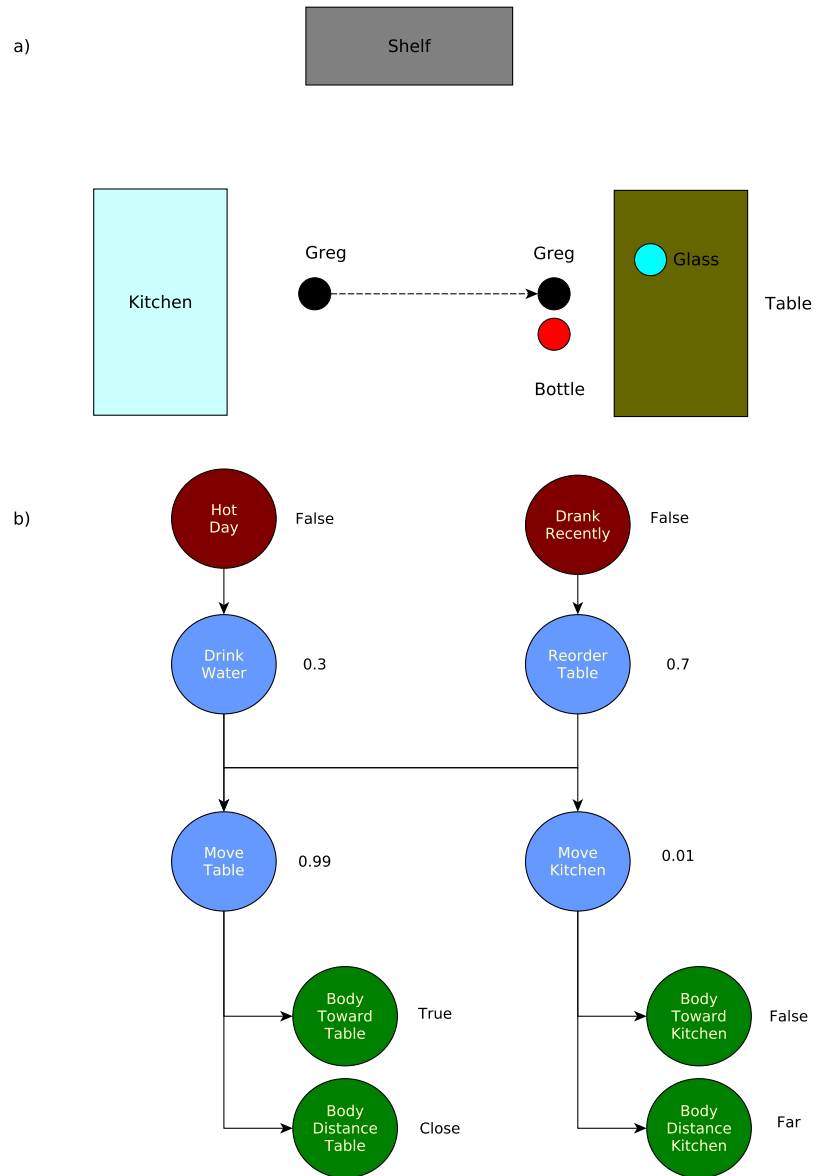 a)
Shelf
Greg
Greg
Glass
Kitchen
Table
Bottle
b)
Hot
Day
False
Drank
Recently
False
Drink
Water
0.3
Reorder
Table
0.7
Move
Table
0.99
Move
Kitchen
0.01
Body
Toward
Table
True
Body
Toward
Kitchen
False
Body
Distance
Table
Close
Body
Distance
Kitchen
Far